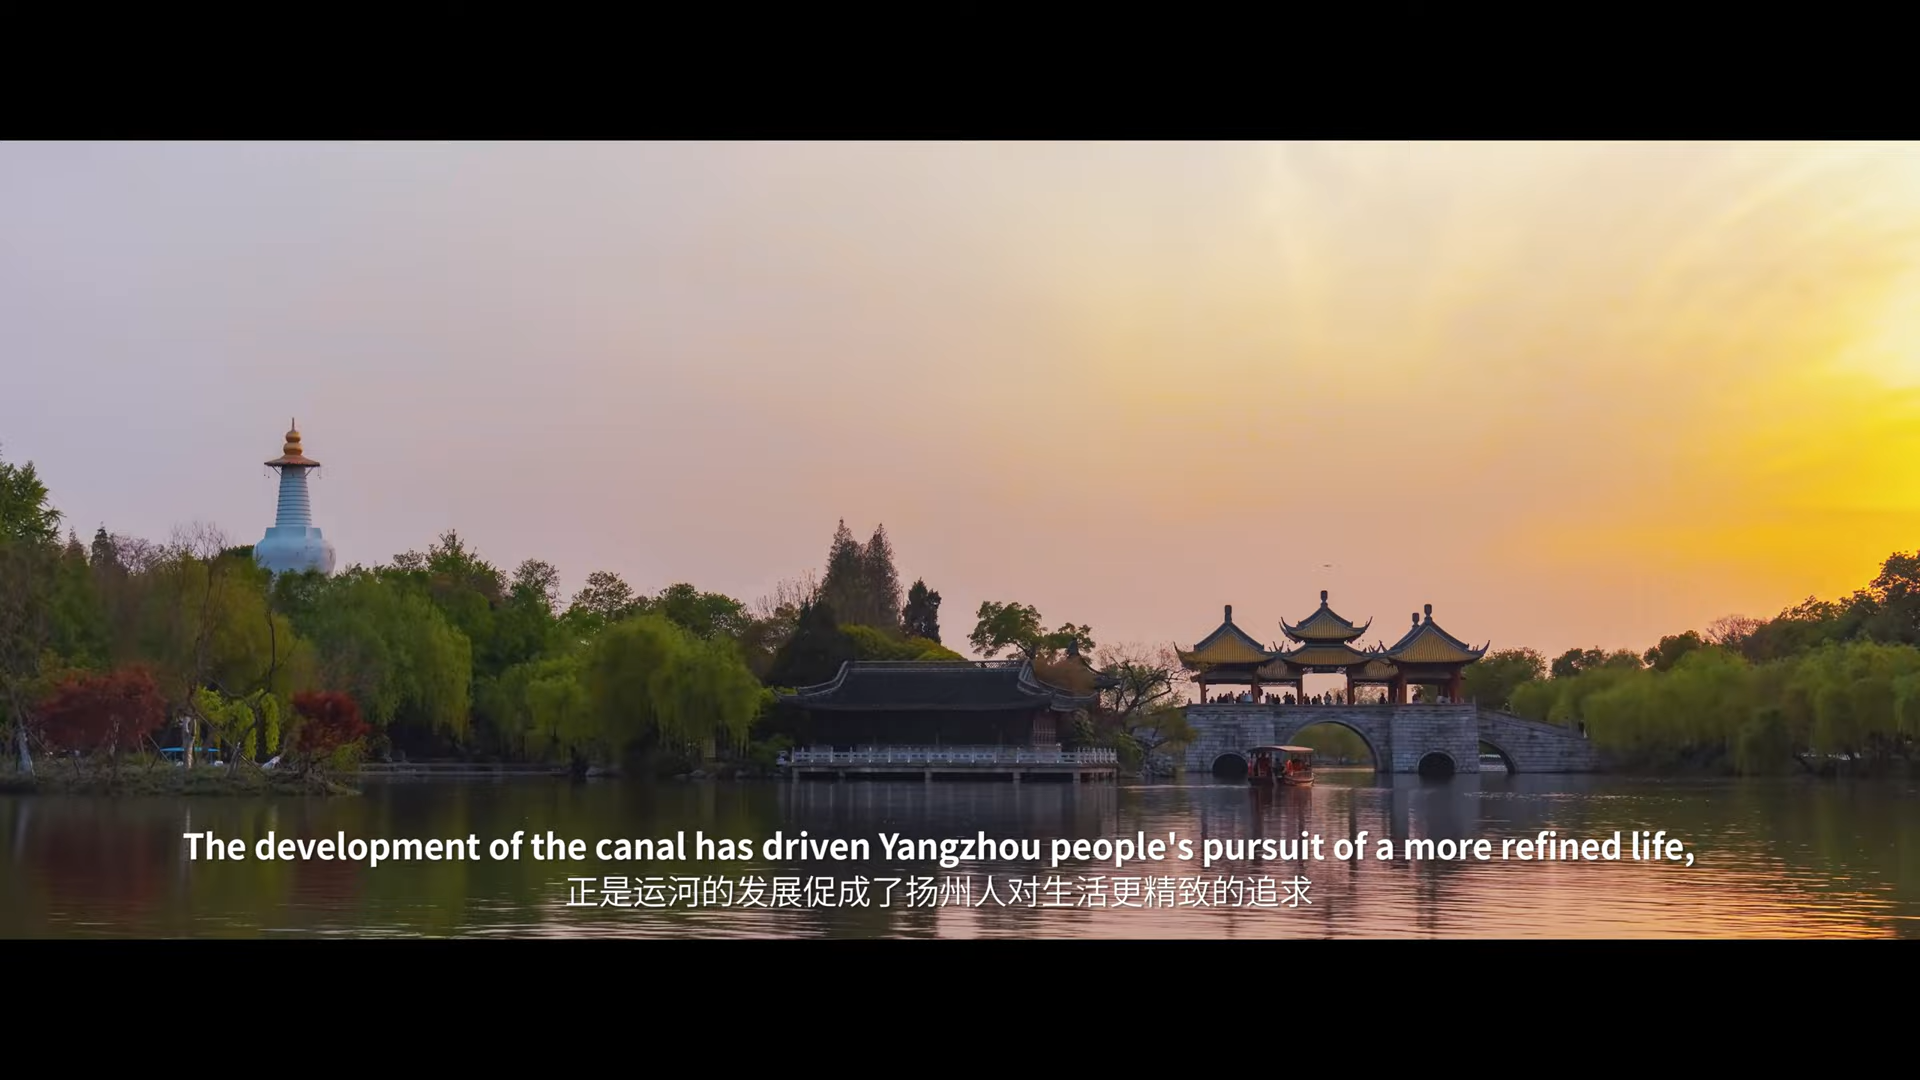 The development of the canal has driven Yangzhou people's pursuit of a more refined life,
正是运河的发展促成了扬州人对生活更精致的追求